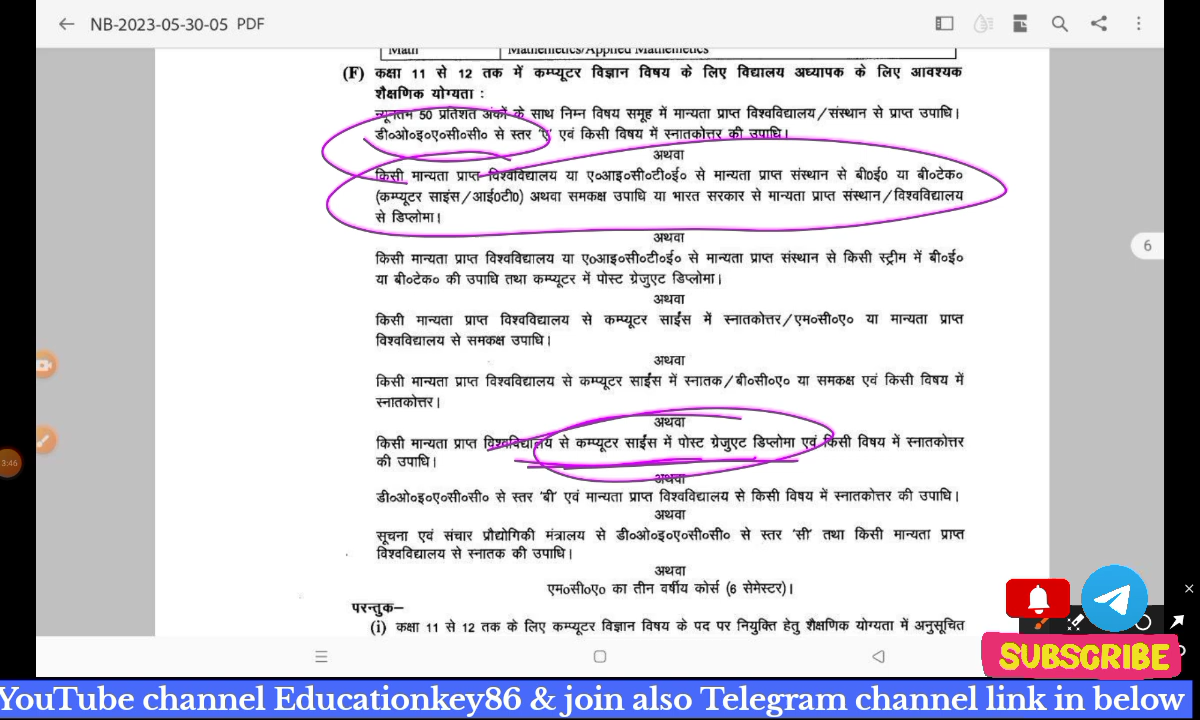 NB-2023-05-30-05 PDF
Math Mathematics/Applied Mathematics
(F) कक्षा 11 से 12 तक में कम्प्यूटर विज्ञान विषय के लिए विद्यालय अध्यापक के लिए आवश्यक
शैक्षणिक योग्यता :
न्यूनतम 50 प्रतिशत अंकों के साथ निम्न विषय समूह में मान्यता प्राप्त विश्वविद्यालय/संस्थान से प्राप्त उपाधि।
डी०ओ०इ०ए०सी०सी० से स्तर 'ए' एवं किसी विषय में स्नातकोत्तर की उपाधि।
अथवा
किसी मान्यता प्राप्त विश्वविद्यालय या ए०आइ०सी०टी०ई० से मान्यता प्राप्त संस्थान से बी0ई0 या बी०टेक०
(कम्प्यूटर साइंस/आई0टी0) अथवा समकक्ष उपाधि या भारत सरकार से मान्यता प्राप्त संस्थान/विश्वविद्यालय
से डिप्लोमा।
अथवा
किसी मान्यता प्राप्त विश्वविद्यालय या ए०आइ०सी०टी०ई० से मान्यता प्राप्त संस्थान से किसी स्ट्रीम में बी०ई०
या बी०टेक० की उपाधि तथा कम्प्यूटर में पोस्ट ग्रेजुएट डिप्लोमा।
अथवा
किसी मान्यता प्राप्त विश्वविद्यालय से कम्प्यूटर साईंस में स्नातकोत्तर/एम०सी०ए० या मान्यता प्राप्त
विश्वविद्यालय से समकक्ष उपाधि।
अथवा
किसी मान्यता प्राप्त विश्वविद्यालय से कम्प्यूटर साईंस में स्नातक/बी०सी०ए० या समकक्ष एवं किसी विषय में
स्नातकोत्तर।
अथवा
किसी मान्यता प्राप्त विश्वविद्यालय से कम्प्यूटर साईंस में पोस्ट ग्रेजुएट डिप्लोमा एवं किसी विषय में स्नातकोत्तर
की उपाधि।
अथवा
डी०ओ०इ०ए०सी०सी० से स्तर 'बी' एवं मान्यता प्राप्त विश्वविद्यालय से किसी विषय में स्नातकोत्तर की उपाधि।
अथवा
सूचना एवं संचार प्रौद्योगिकी मंत्रालय से डी०ओ०इ०ए०सी०सी० से स्तर 'सी' तथा किसी मान्यता प्राप्त
विश्वविद्यालय से स्नातक की उपाधि।
अथवा
एम०सी०ए० का तीन वर्षीय कोर्स (6 सेमेस्टर)।
परन्तुक–
(i) कक्षा 11 से 12 तक के लिए कम्प्यूटर विज्ञान विषय के पद पर नियुक्ति हेतु शैक्षणिक योग्यता में अनुसूचित
6
3:46
SUBSCRIBE
YouTube channel Educationkey86 & join also Telegram channel link in below